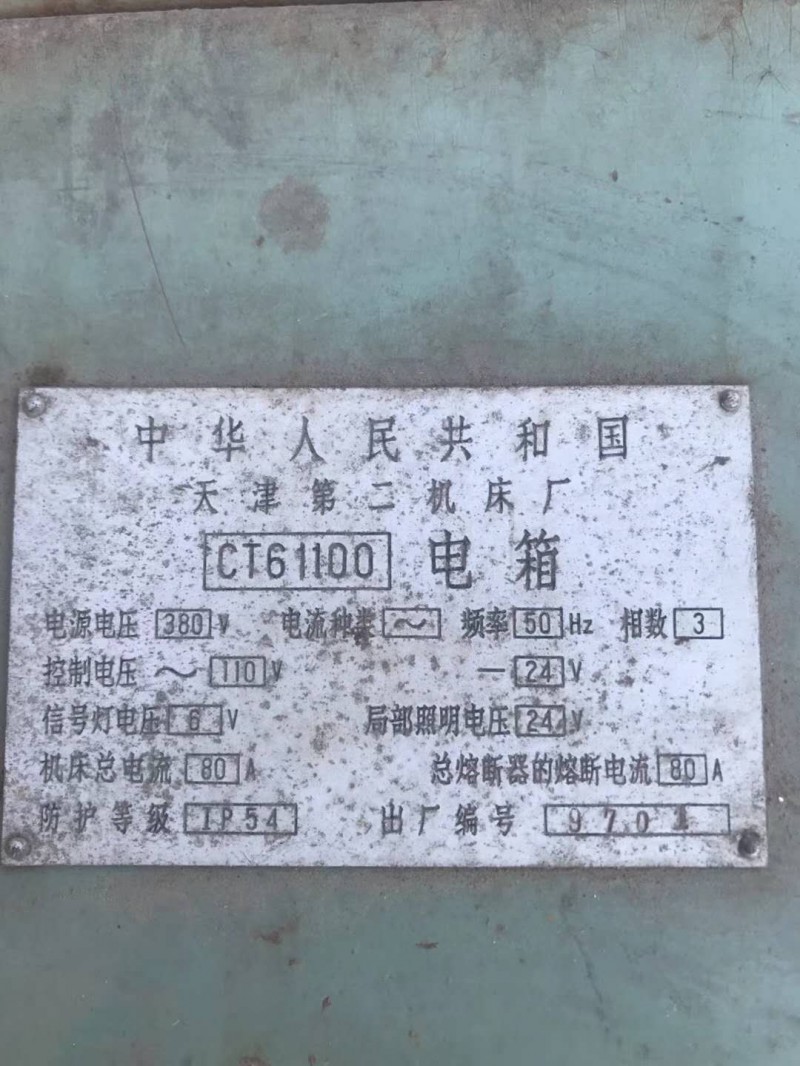 中华人民共和国
天津第二机床厂
CT61100 电箱
电源电压 380 V 电流种类 ～ 频率 50 Hz 相数 3
控制电压 ～ 110 V — 24 V
信号灯电压 6 V 局部照明电压 24 V
机床总电流 80 A 总熔断器的熔断电流 80 A
防护等级 IP54 出厂编号